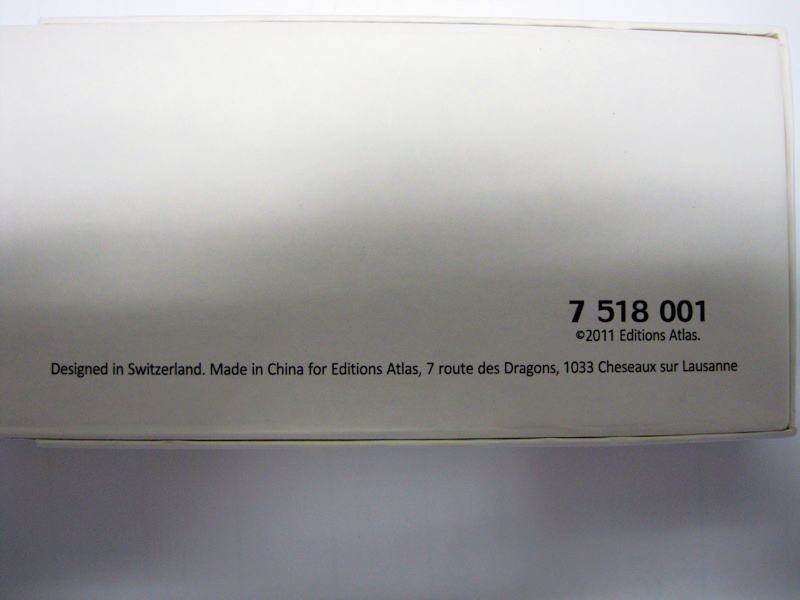 7 518 001
©2011 Editions Atlas.
Designed in Switzerland. Made in China for Editions Atlas, 7 route des Dragons, 1033 Cheseaux sur Lausanne